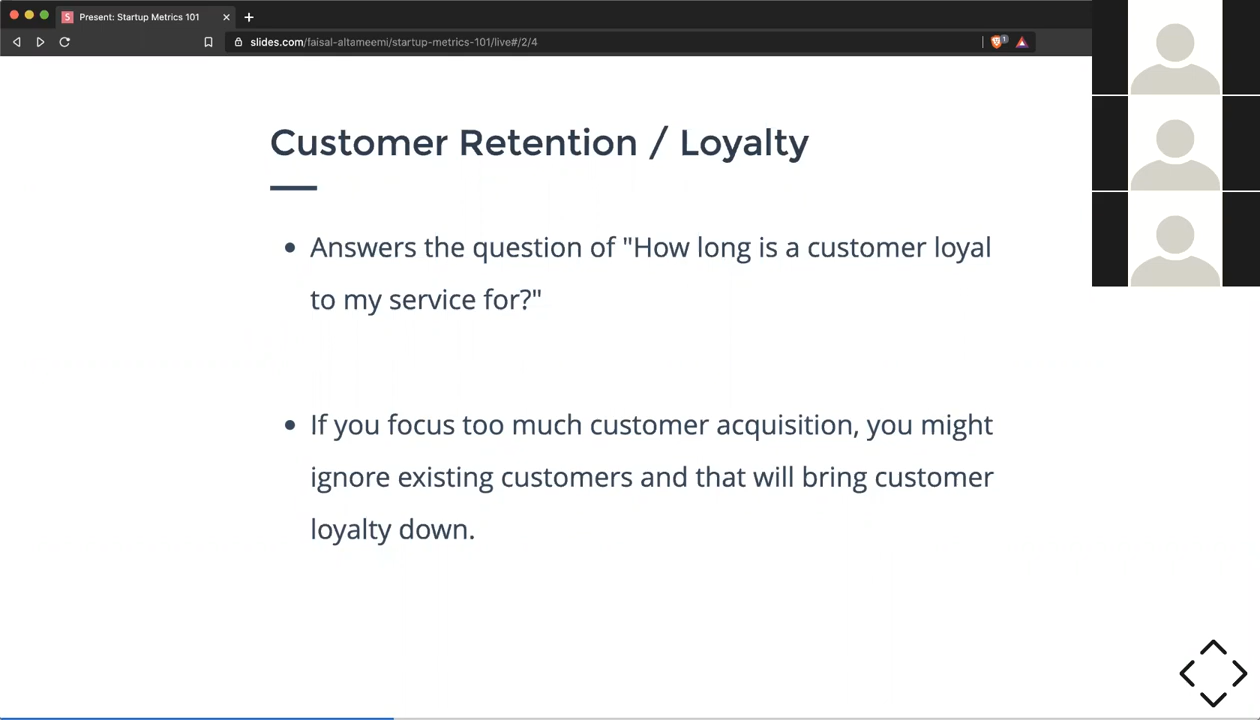 S Present: Startup Metrics 101
slides.com/faisal-altameemi/startup-metrics-101/live#/2/4
1
Customer Retention / Loyalty
Answers the question of "How long is a customer loyal
to my service for?"
If you focus too much customer acquisition, you might
ignore existing customers and that will bring customer
loyalty down.